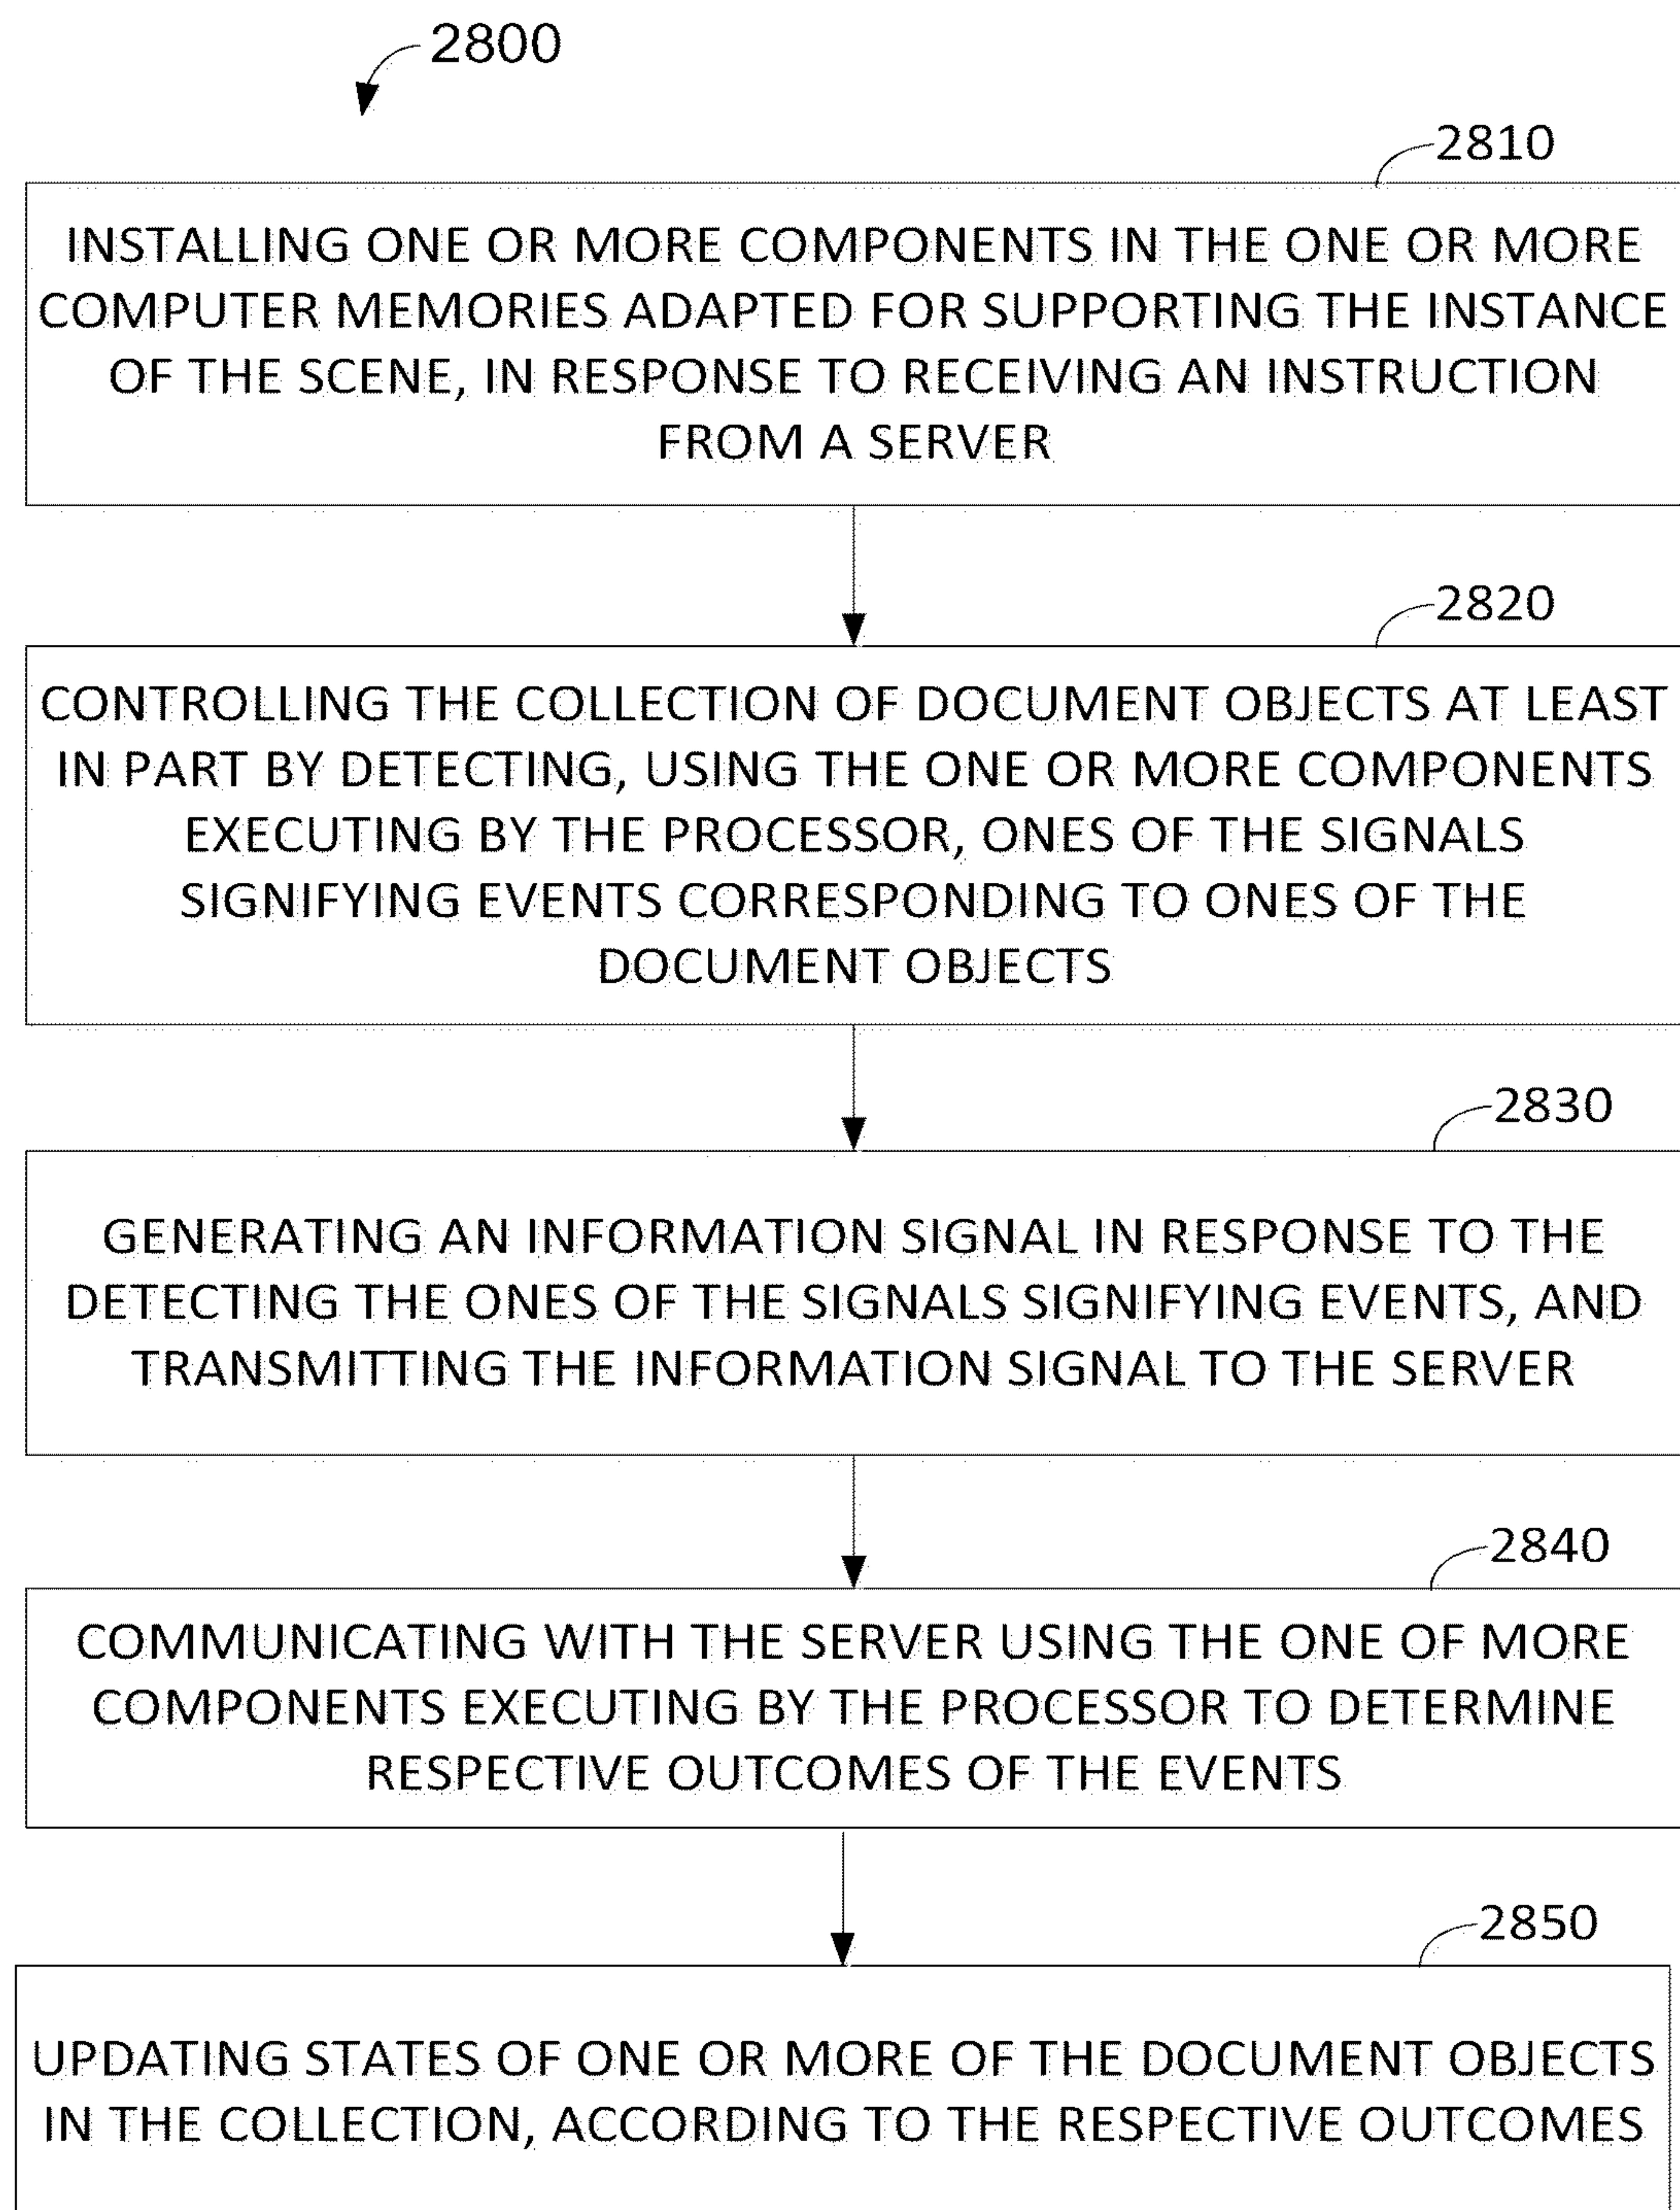 2800
2810
INSTALLING ONE OR MORE COMPONENTS IN THE ONE OR MORE
COMPUTER MEMORIES ADAPTED FOR SUPPORTING THE INSTANCE
OF THE SCENE, IN RESPONSE TO RECEIVING AN INSTRUCTION
FROM A SERVER
2820
CONTROLLING THE COLLECTION OF DOCUMENT OBJECTS AT LEAST
IN PART BY DETECTING, USING THE ONE OR MORE COMPONENTS
EXECUTING BY THE PROCESSOR, ONES OF THE SIGNALS
SIGNIFYING EVENTS CORRESPONDING TO ONES OF THE
DOCUMENT OBJECTS
2830
GENERATING AN INFORMATION SIGNAL IN RESPONSE TO THE
DETECTING THE ONES OF THE SIGNALS SIGNIFYING EVENTS, AND
TRANSMITTING THE INFORMATION SIGNAL TO THE SERVER
2840
COMMUNICATING WITH THE SERVER USING THE ONE OF MORE
COMPONENTS EXECUTING BY THE PROCESSOR TO DETERMINE
RESPECTIVE OUTCOMES OF THE EVENTS
2850
UPDATING STATES OF ONE OR MORE OF THE DOCUMENT OBJECTS
IN THE COLLECTION, ACCORDING TO THE RESPECTIVE OUTCOMES